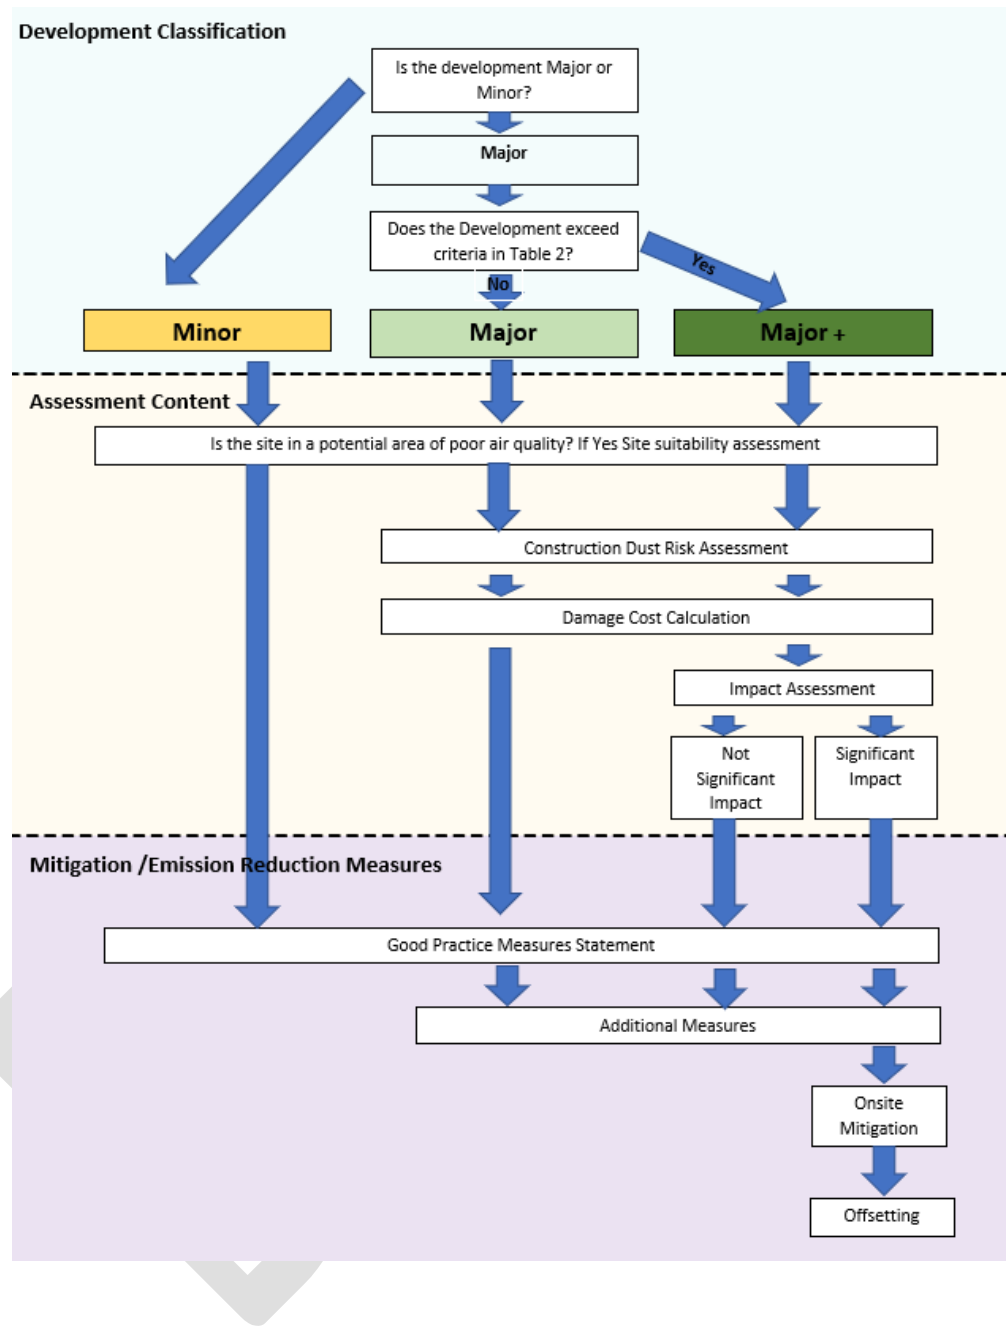 Development Classification
Is the development Major or
Minor?
Major
Does the Development exceed
criteria in Table 2?
Yes
No
Minor
Major
Major +
Assessment Content
Is the site in a potential area of poor air quality? If Yes Site suitability assessment
Construction Dust Risk Assessment
Damage Cost Calculation
Impact Assessment
Not
Significant
Impact
Significant
Impact
Mitigation /Emission Reduction Measures
Good Practice Measures Statement
Additional Measures
Onsite
Mitigation
Offsetting